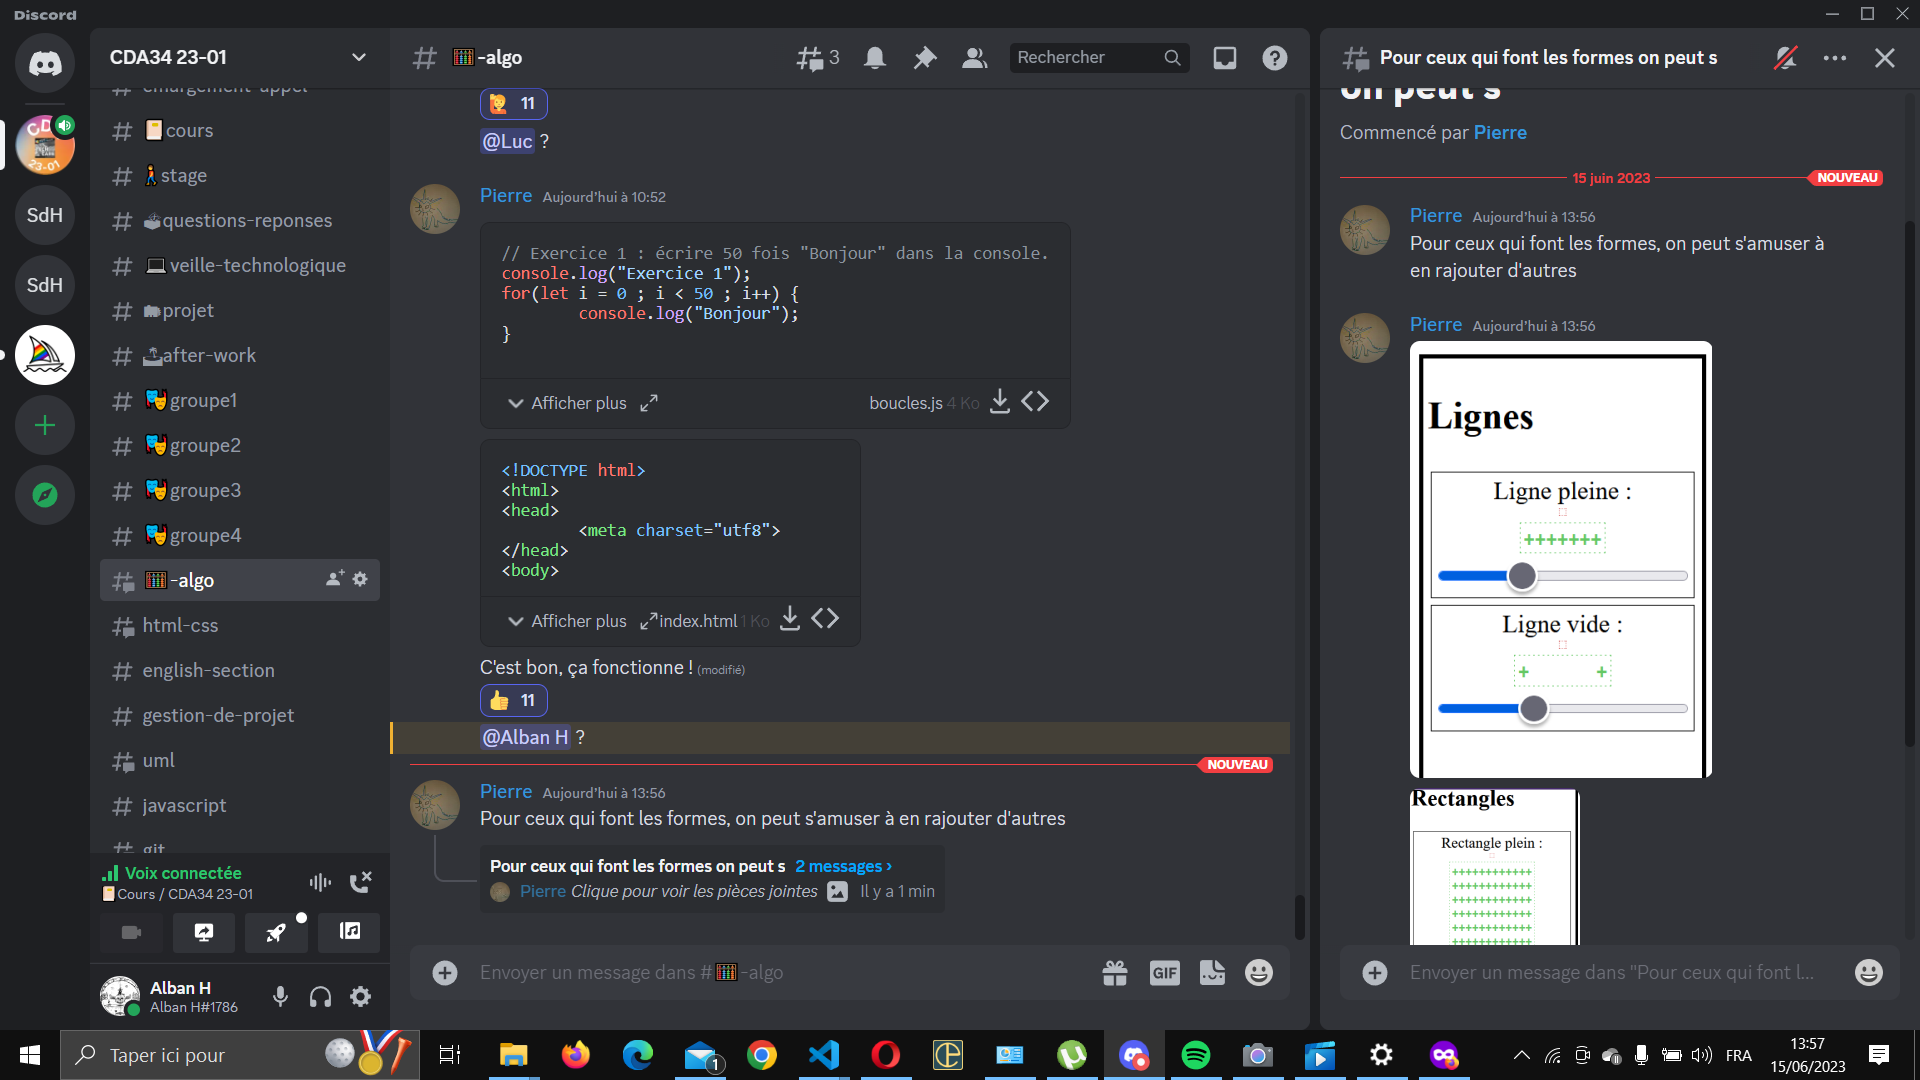 Discord
CDA34 23-01
emargement-appel
cours
stage
questions-reponses
veille-technologique
projet
after-work
groupe1
groupe2
groupe3
groupe4
-algo
html-css
english-section
gestion-de-projet
uml
javascript
git
Voix connectée
Cours / CDA34 23-01
Alban H
Alban H#1786
CD
23-01
SdH
SdH
-algo
3
Rechercher
11
@Luc ?
Pierre Aujourd'hui à 10:52
// Exercice 1 : écrire 50 fois "Bonjour" dans la console.
console.log("Exercice 1");
for(let i = 0 ; i < 50 ; i++) {
console.log("Bonjour");
}
Afficher plus
boucles.js 4 Ko
<!DOCTYPE html>
<html>
<head>
<meta charset="utf8">
</head>
<body>
Afficher plus
index.html 1 Ko
C'est bon, ça fonctionne ! (modifié)
11
@Alban H ?
NOUVEAU
Pierre Aujourd'hui à 13:56
Pour ceux qui font les formes, on peut s'amuser à en rajouter d'autres
Pour ceux qui font les formes on peut s 2 messages ›
Pierre Clique pour voir les pièces jointes Il y a 1 min
Envoyer un message dans # -algo
GIF
Pour ceux qui font les formes on peut s
on peut s
Commencé par Pierre
15 juin 2023
NOUVEAU
Pierre Aujourd'hui à 13:56
Pour ceux qui font les formes, on peut s'amuser à
en rajouter d'autres
Pierre Aujourd'hui à 13:56
Lignes
Ligne pleine :
+++++++
Ligne vide :
+ +
Rectangles
Rectangle plein :
++++++++++++
++++++++++++
++++++++++++
++++++++++++
++++++++++++
++++++++++++
Envoyer un message dans "Pour ceux qui font l...
Taper ici pour
1
FRA
13:57
15/06/2023